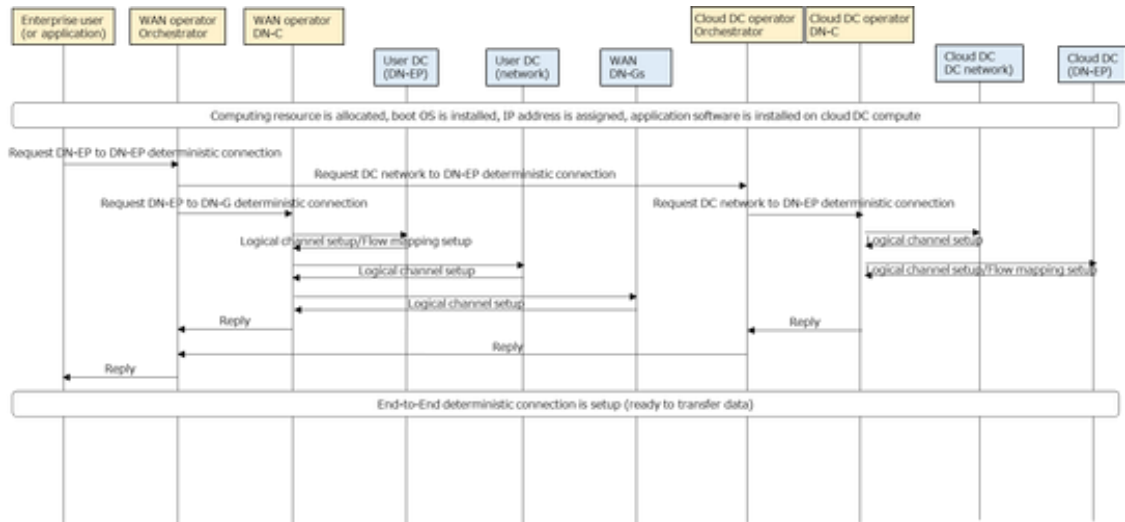 Enterprise user
(or application)
WAN operator
Orchestrator
WAN operator
DN-C
Cloud DC operator
Orchestrator
Cloud DC operator
DN-C
User DC
(DN-EP)
User DC
(network)
WAN
DN-Gs
Cloud DC
DC network)
Cloud DC
(DN-EP)
Computing resource is allocated, boot OS is installed, IP address is assigned, application software is installed on cloud DC compute
Request DN-EP to DN-EP deterministic connection
Request DC network to DN-EP deterministic connection
Request DN-EP to DN-G deterministic connection
Request DC network to DN-EP deterministic connection
Logical channel setup/Flow mapping setup
Logical channel setup
Logical channel setup
Logical channel setup/Flow mapping setup
Logical channel setup
Reply
Reply
Reply
Reply
End-to-End deterministic connection is setup (ready to transfer data)